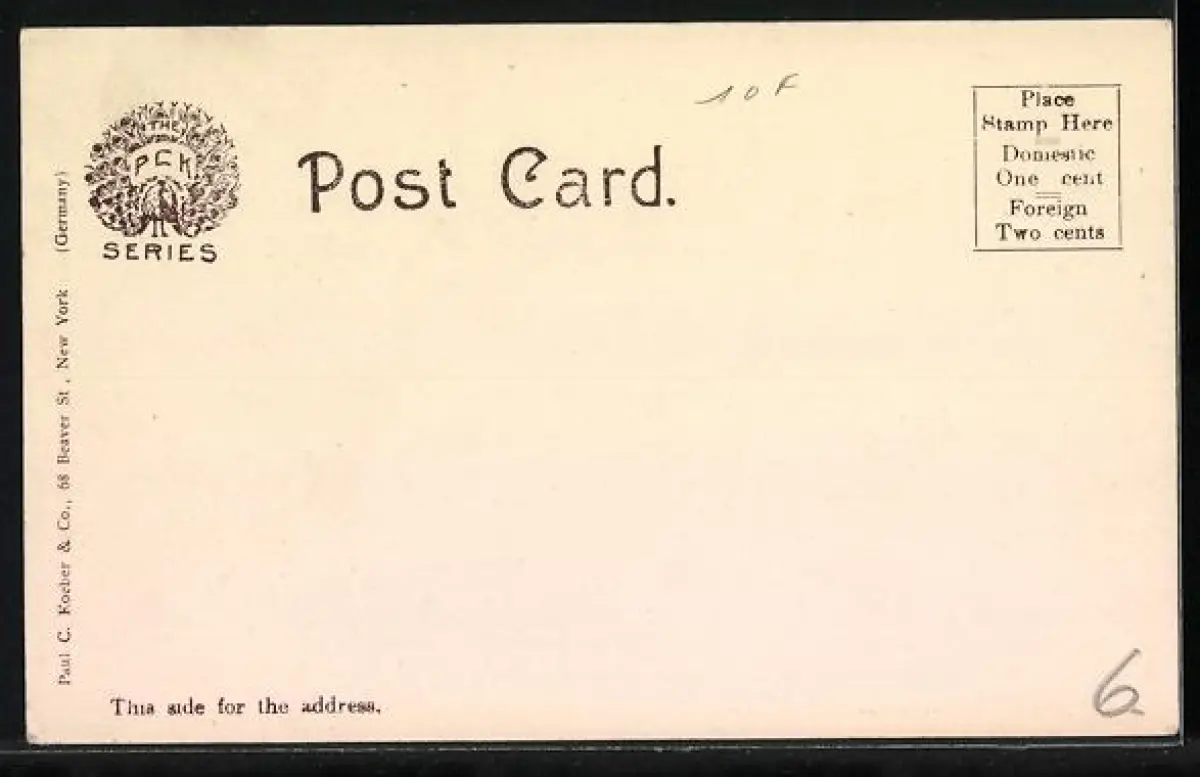 THE
PCK
SERIES
Post Card.
10F
Place
Stamp Here
Domestic
One cent
Foreign
Two cents
Paul C. Koeber & Co., 68 Beaver St., New York (Germany)
This side for the address.
6